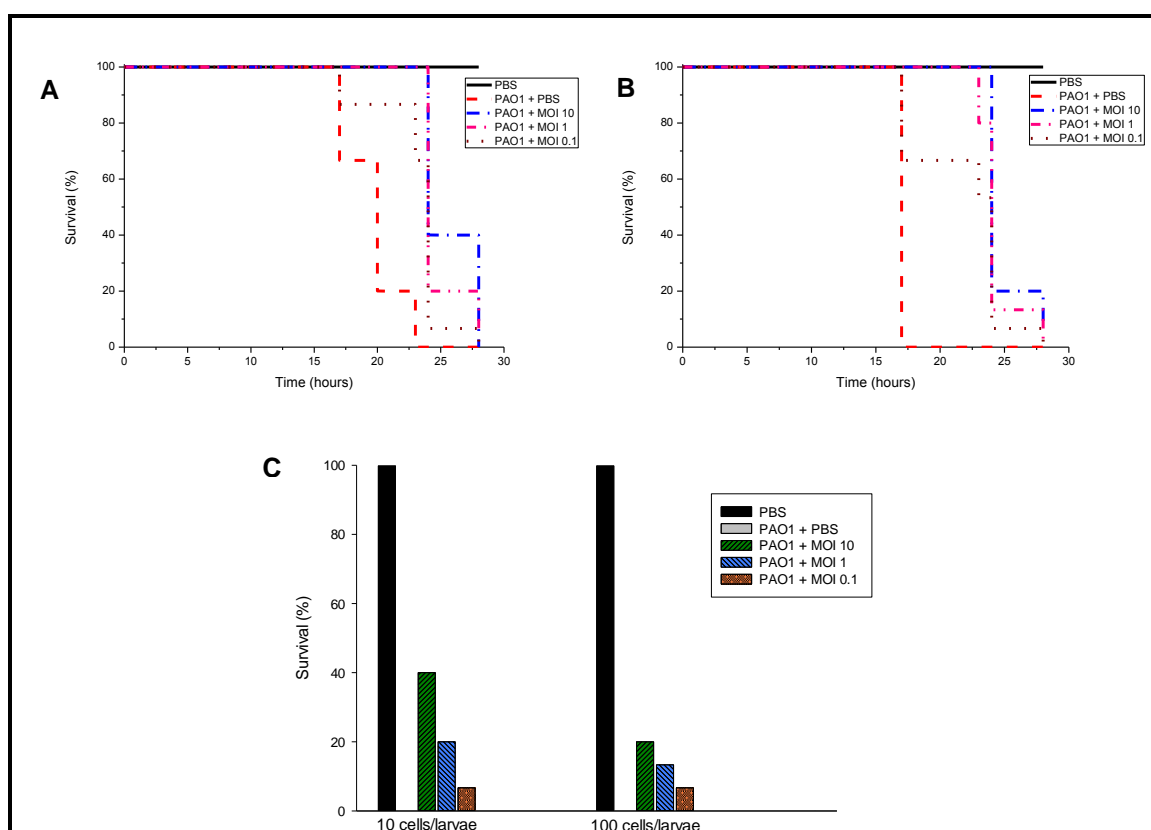 A
100
80
60
40
20
0
Survival (%)
0 5 10 15 20 25 30
Time (hours)
PBS
PAO1 + PBS
PAO1 + MOI 10
PAO1 + MOI 1
PAO1 + MOI 0.1
B
100
80
60
40
20
0
Survival (%)
0 5 10 15 20 25 30
Time (hours)
PBS
PAO1 + PBS
PAO1 + MOI 10
PAO1 + MOI 1
PAO1 + MOI 0.1
C
100
80
60
40
20
0
Survival (%)
10 cells/larvae 100 cells/larvae
PBS
PAO1 + PBS
PAO1 + MOI 10
PAO1 + MOI 1
PAO1 + MOI 0.1